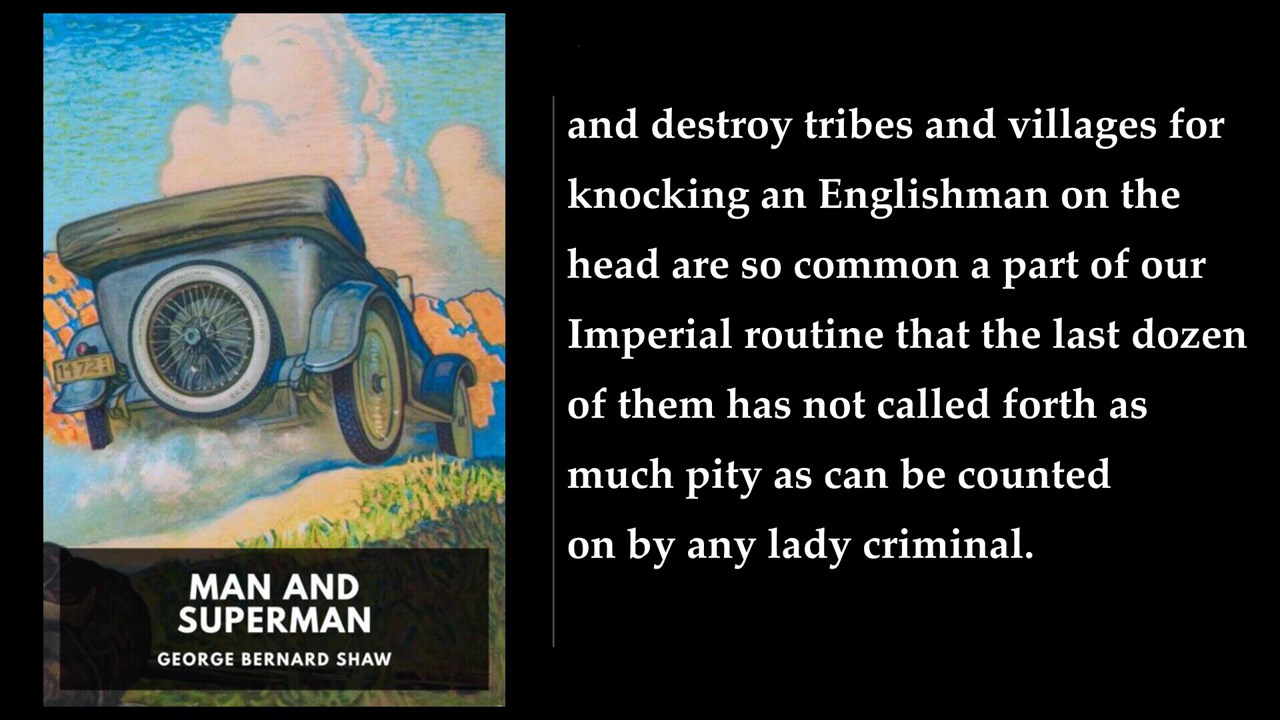 and destroy tribes and villages for
knocking an Englishman on the
head are so common a part of our
Imperial routine that the last dozen
of them has not called forth as
much pity as can be counted
on by any lady criminal.
1472
MAN AND
SUPERMAN
GEORGE BERNARD SHAW